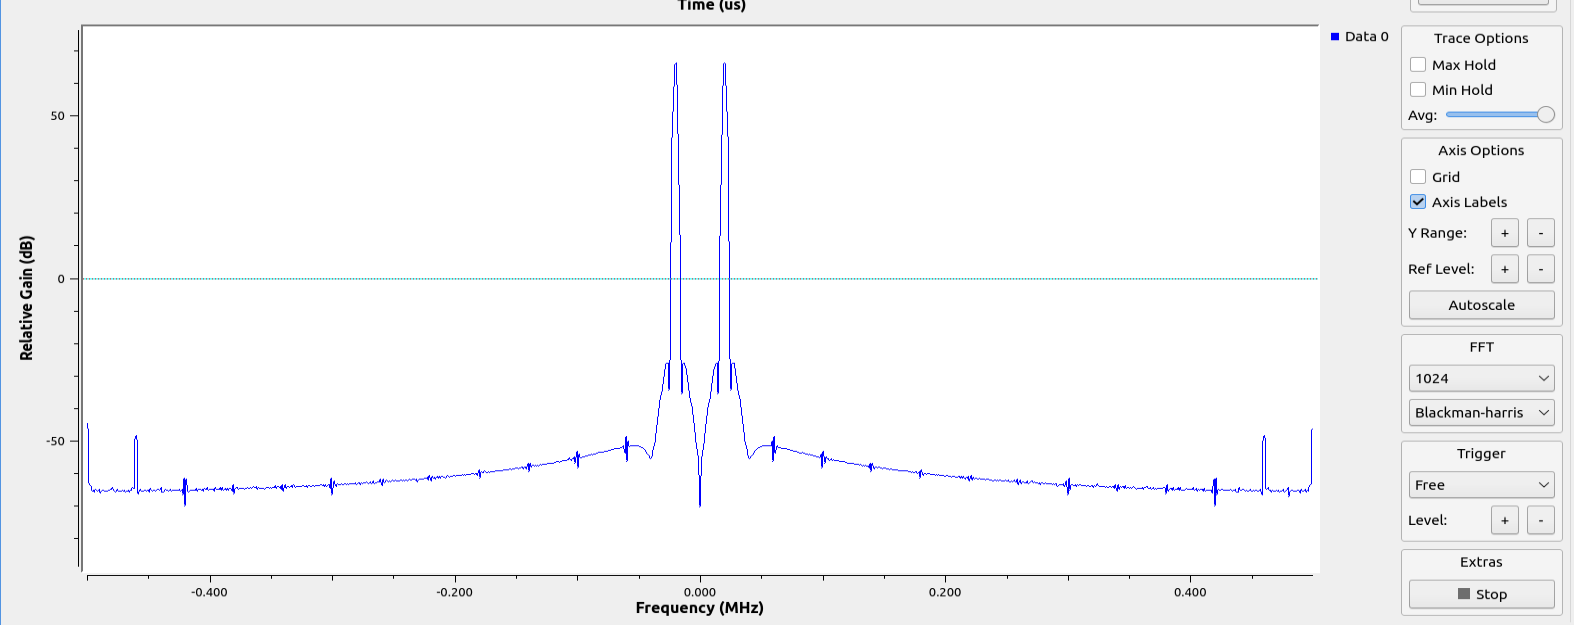 Time (us)
Data 0
Relative Gain (dB)
50
0
-50
-0.400
-0.200
0.000
0.200
0.400
Frequency (MHz)
Trace Options
Max Hold
Min Hold
Avg:
Axis Options
Grid
Axis Labels
Y Range:
+
-
Ref Level:
+
-
Autoscale
FFT
1024
Blackman-harris
Trigger
Free
Level:
+
-
Extras
Stop